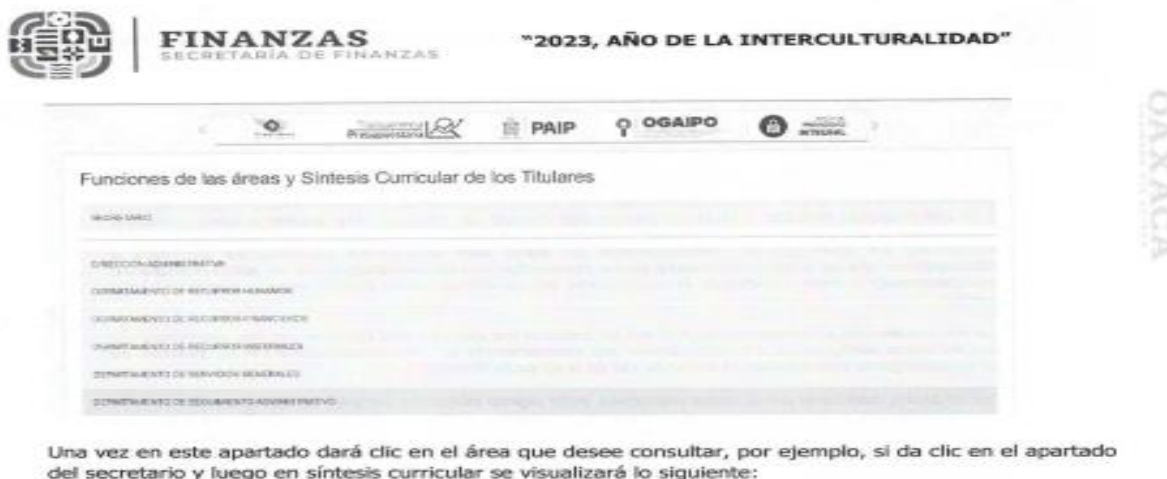 FINANZAS
SECRETARÍA DE FINANZAS
"2023, AÑO DE LA INTERCULTURALIDAD"
OAXACA
PAIP
OGAIPO
INTEGRAL
Funciones de las áreas y Síntesis Curricular de los Titulares
SECRETARIO
DIRECCIÓN ADMINISTRATIVA
DEPARTAMENTO DE RECURSOS HUMANOS
DEPARTAMENTO DE RECURSOS FINANCIEROS
DEPARTAMENTO DE RECURSOS MATERIALES
DEPARTAMENTO DE SERVICIOS GENERALES
DEPARTAMENTO DE SEGUIMIENTO ADMINISTRATIVO
Una vez en este apartado dará clic en el área que desee consultar, por ejemplo, si da clic en el apartado
del secretario y luego en síntesis curricular se visualizará lo siguiente: